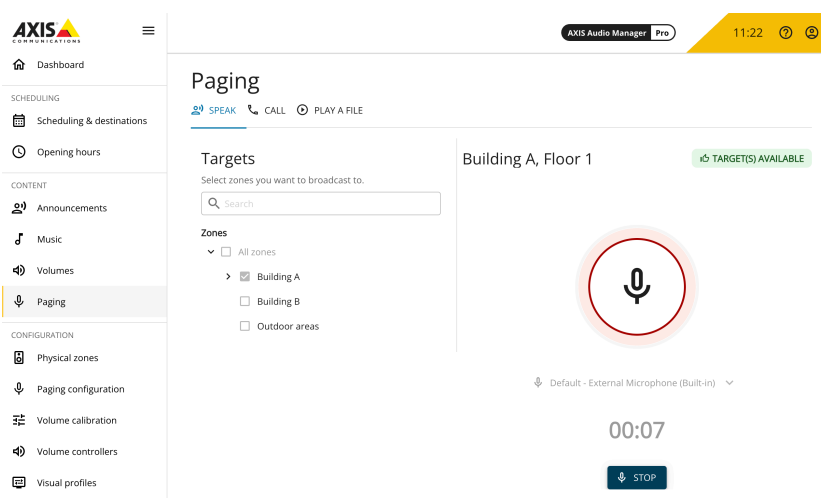 AXIS
COMMUNICATIONS
AXIS Audio Manager Pro
11:22
Dashboard
SCHEDULING
Scheduling & destinations
Opening hours
CONTENT
Announcements
Music
Volumes
Paging
CONFIGURATION
Physical zones
Paging configuration
Volume calibration
Volume controllers
Visual profiles
Paging
SPEAK CALL PLAY A FILE
Targets
Select zones you want to broadcast to.
Search
Zones
All zones
Building A
Building B
Outdoor areas
Building A, Floor 1
TARGET(S) AVAILABLE
Default - External Microphone (Built-in)
00:07
STOP